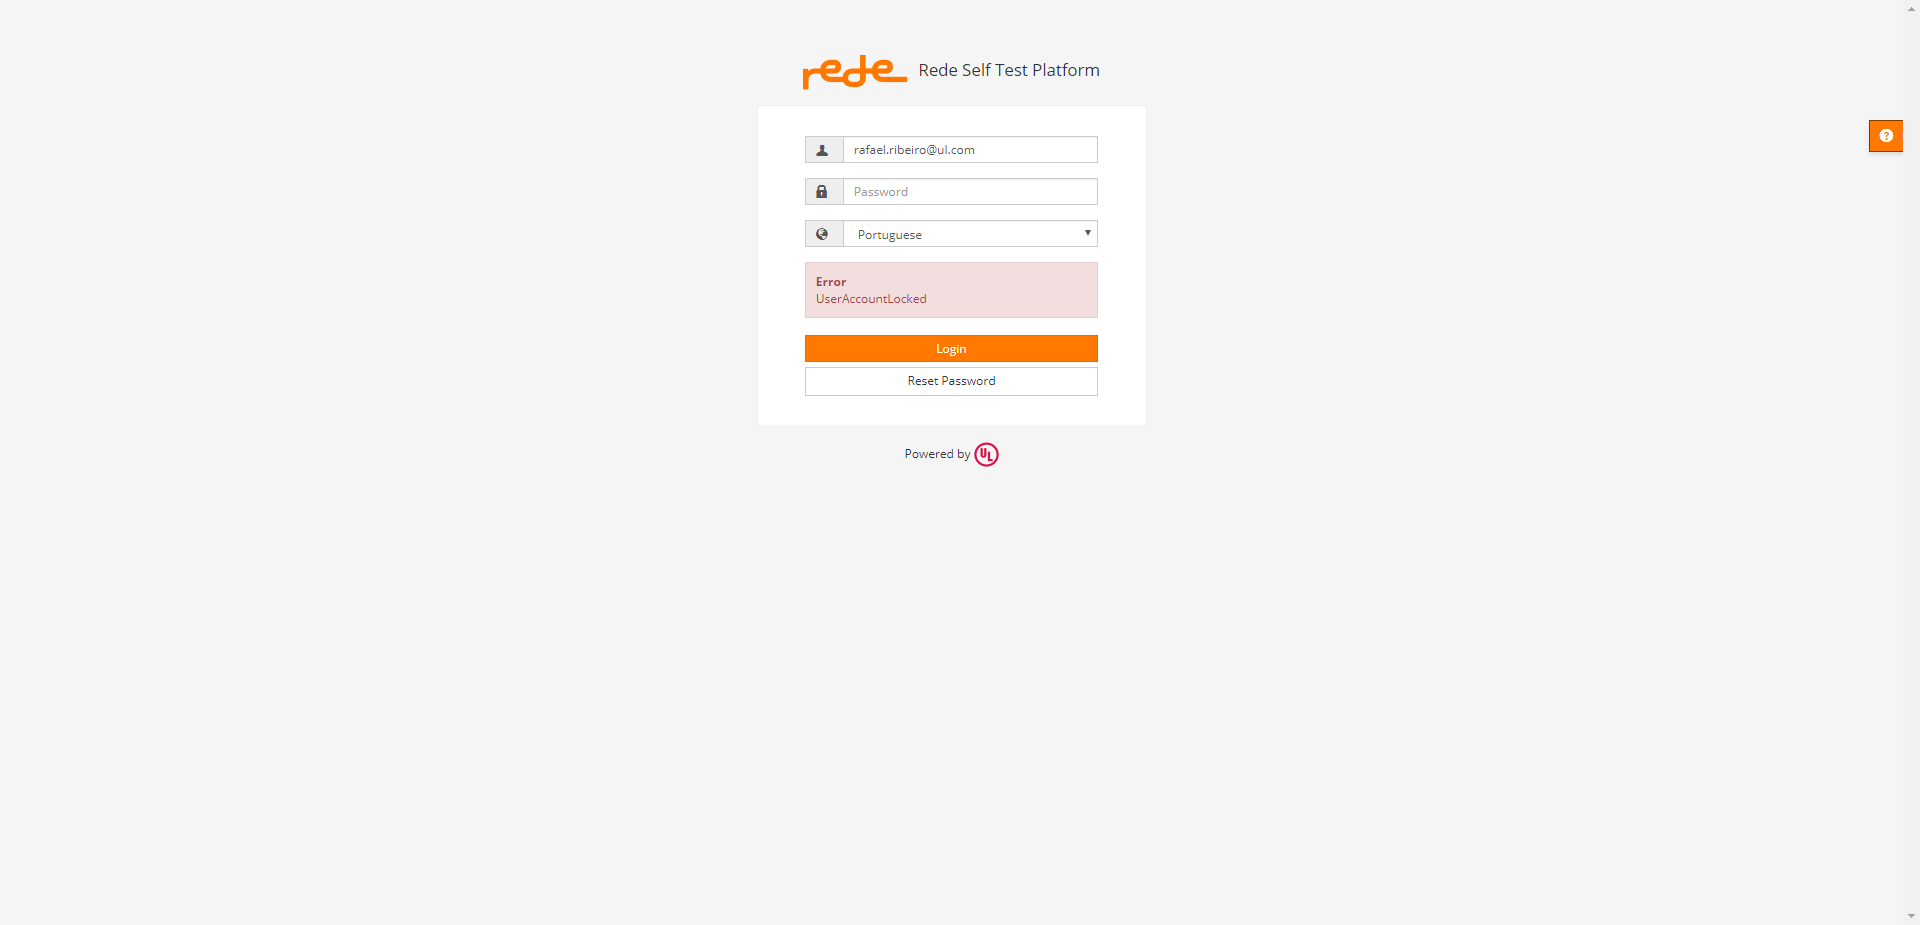 rede Rede Self Test Platform
rafael.ribeiro@ul.com
Password
Portuguese
Error
UserAccountLocked
Login
Reset Password
Powered by UL